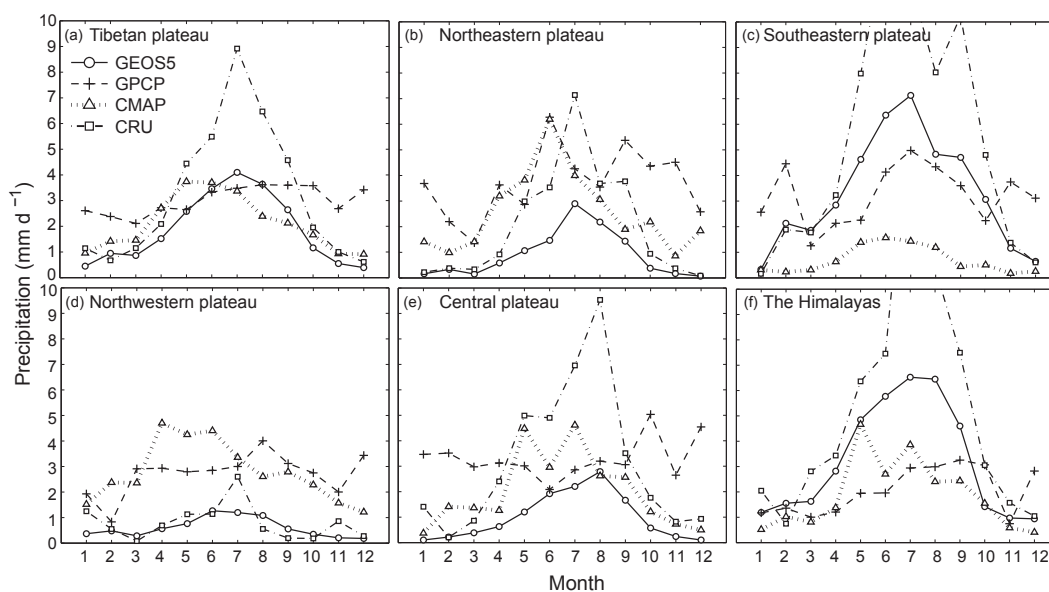 10
9
8
7
6
5
4
3
2
1
0
(a) Tibetan plateau
GEOS5
GPCP
CMAP
CRU
(b) Northeastern plateau
(c) Southeastern plateau
Precipitation (mm d⁻¹)
10
9
8
7
6
5
4
3
2
1
0
(d) Northwestern plateau
(e) Central plateau
(f) The Himalayas
1 2 3 4 5 6 7 8 9 10 11 12
1 2 3 4 5 6 7 8 9 10 11 12
1 2 3 4 5 6 7 8 9 10 11 12
Month